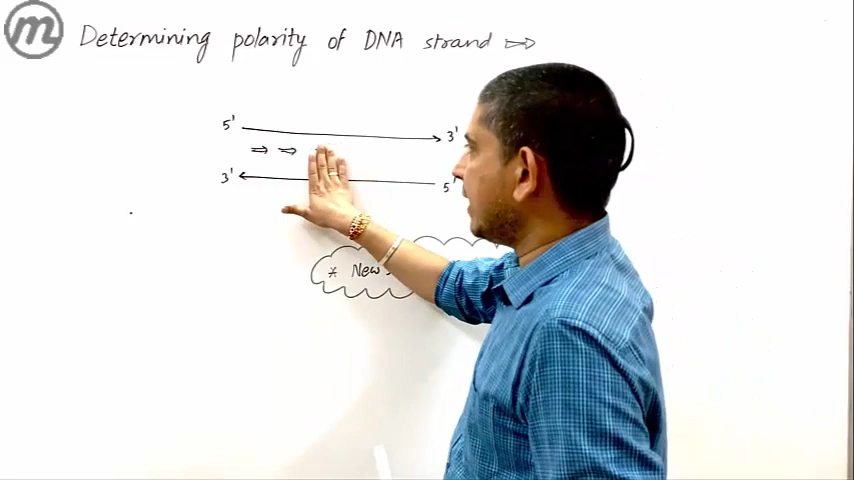 m
Determining polarity of DNA strand ⇒
5' 3'
⇒ ⇒
3' 5'
* New